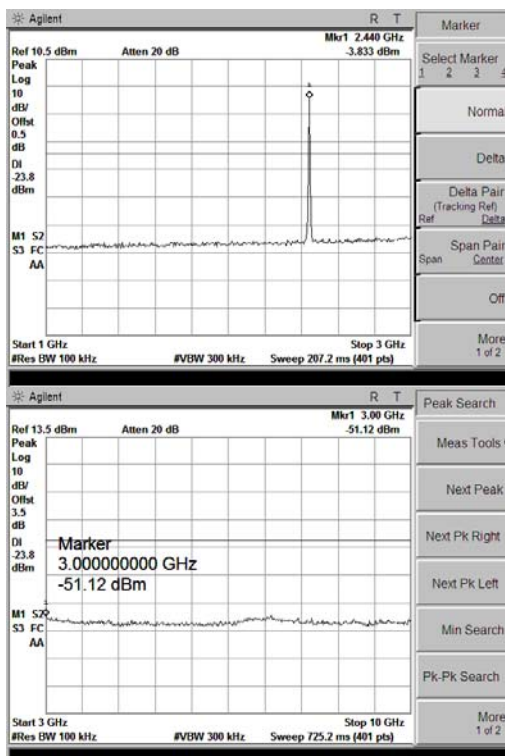 Agilent R T
Mkr1 2.440 GHz
Ref 10.5 dBm Atten 20 dB -3.833 dBm
Peak
Log
10
dB/
Offst
0.5
dB
DI
-23.8
dBm
M1 S2
S3 FC
AA
Start 1 GHz Stop 3 GHz
#Res BW 100 kHz #VBW 300 kHz Sweep 207.2 ms (401 pts)
Marker
Select Marker
1 2 3 4
Norma
Delta
Delta Pair
(Tracking Ref)
Ref Delta
Span Pair
Span Center
Off
More
1 of 2
Agilent R T
Mkr1 3.00 GHz
Ref 13.5 dBm Atten 20 dB -51.12 dBm
Peak
Log
10
dB/
Offst
3.5
dB
DI
-23.8
dBm
Marker
3.000000000 GHz
-51.12 dBm
M1 S2
S3 FC
AA
Start 3 GHz Stop 10 GHz
#Res BW 100 kHz #VBW 300 kHz Sweep 725.2 ms (401 pts)
Peak Search
Meas Tools
Next Peak
Next Pk Right
Next Pk Left
Min Search
Pk-Pk Search
More
1 of 2